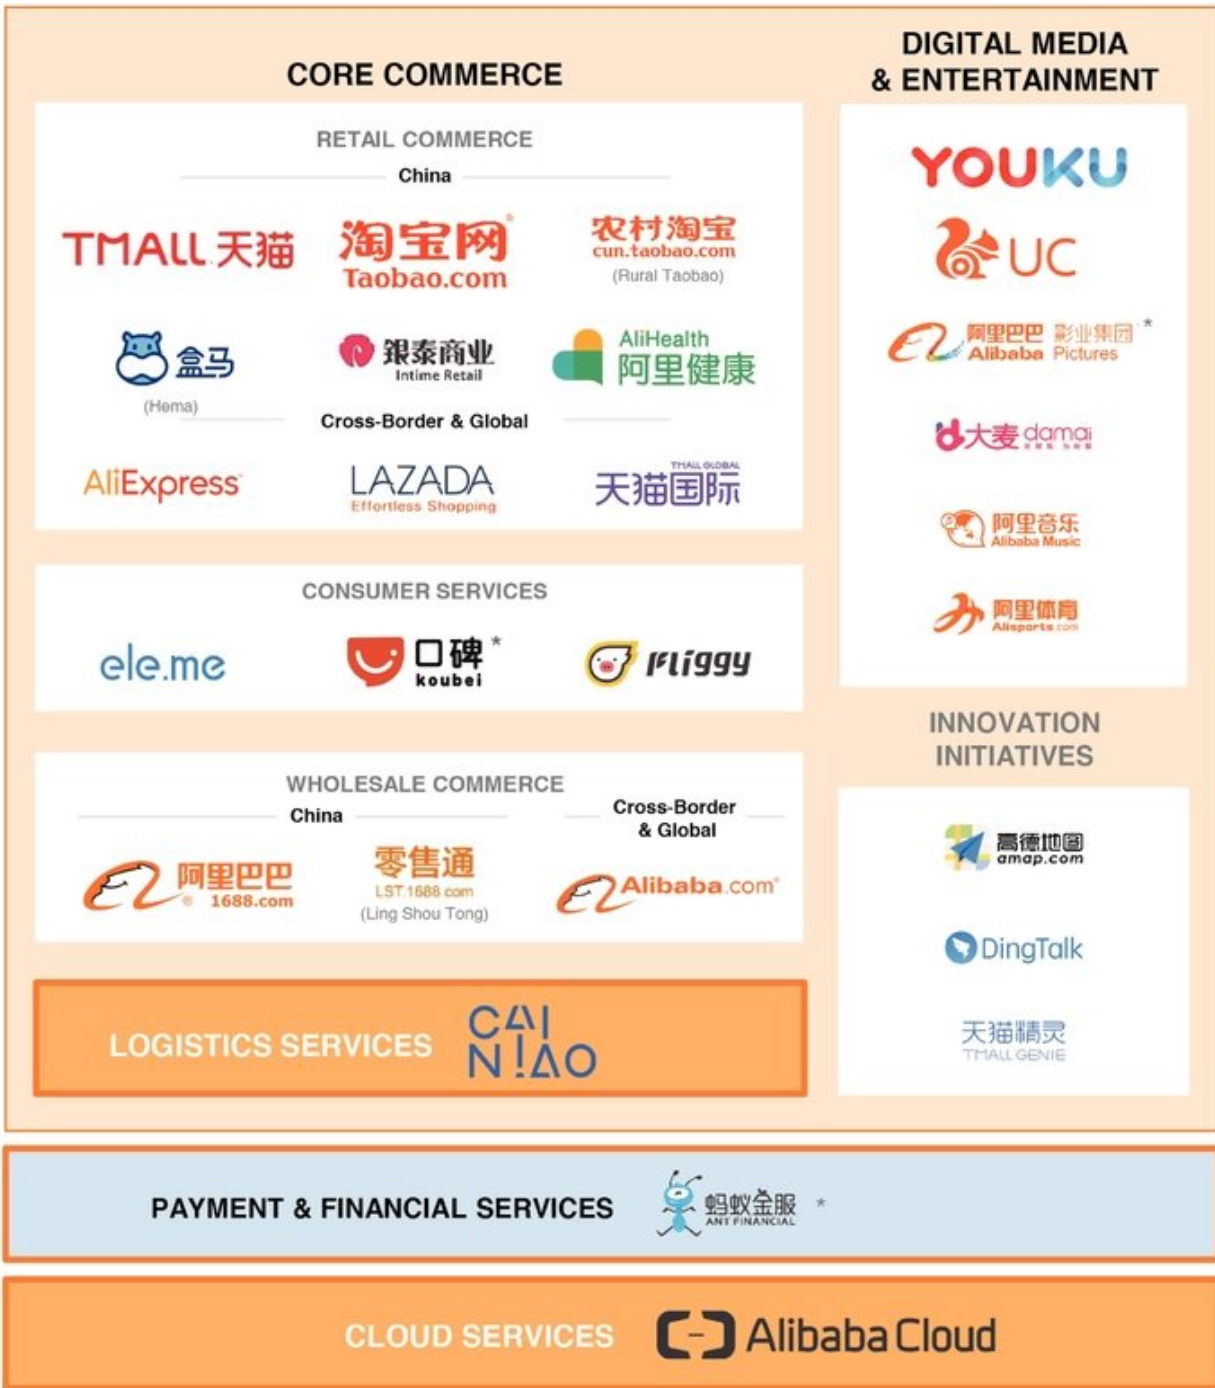 CORE COMMERCE
RETAIL COMMERCE
China
TMALL 天猫
淘宝网®
Taobao.com
农村淘宝
cun.taobao.com
(Rural Taobao)
盒马
(Hema)
銀泰商业
Intime Retail
AliHealth
阿里健康
Cross-Border & Global
AliExpress
LAZADA
Effortless Shopping
TMALL GLOBAL
天猫国际
CONSUMER SERVICES
ele.me
口碑*
koubei
Fliggy
WHOLESALE COMMERCE
China
阿里巴巴
® 1688.com
零售通
LST.1688.com
(Ling Shou Tong)
Cross-Border
& Global
Alibaba.com®
LOGISTICS SERVICES
CAI
NIAO
DIGITAL MEDIA
& ENTERTAINMENT
YOUKU
UC
阿里巴巴 影业集团*
Alibaba Pictures
大麦 damai
阿里音乐
Alibaba Music
阿里体育
Alisports.com
INNOVATION
INITIATIVES
高德地图
amap.com
DingTalk
天猫精灵
TMALL GENIE
PAYMENT & FINANCIAL SERVICES
蚂蚁金服 *
ANT FINANCIAL
CLOUD SERVICES
Alibaba Cloud